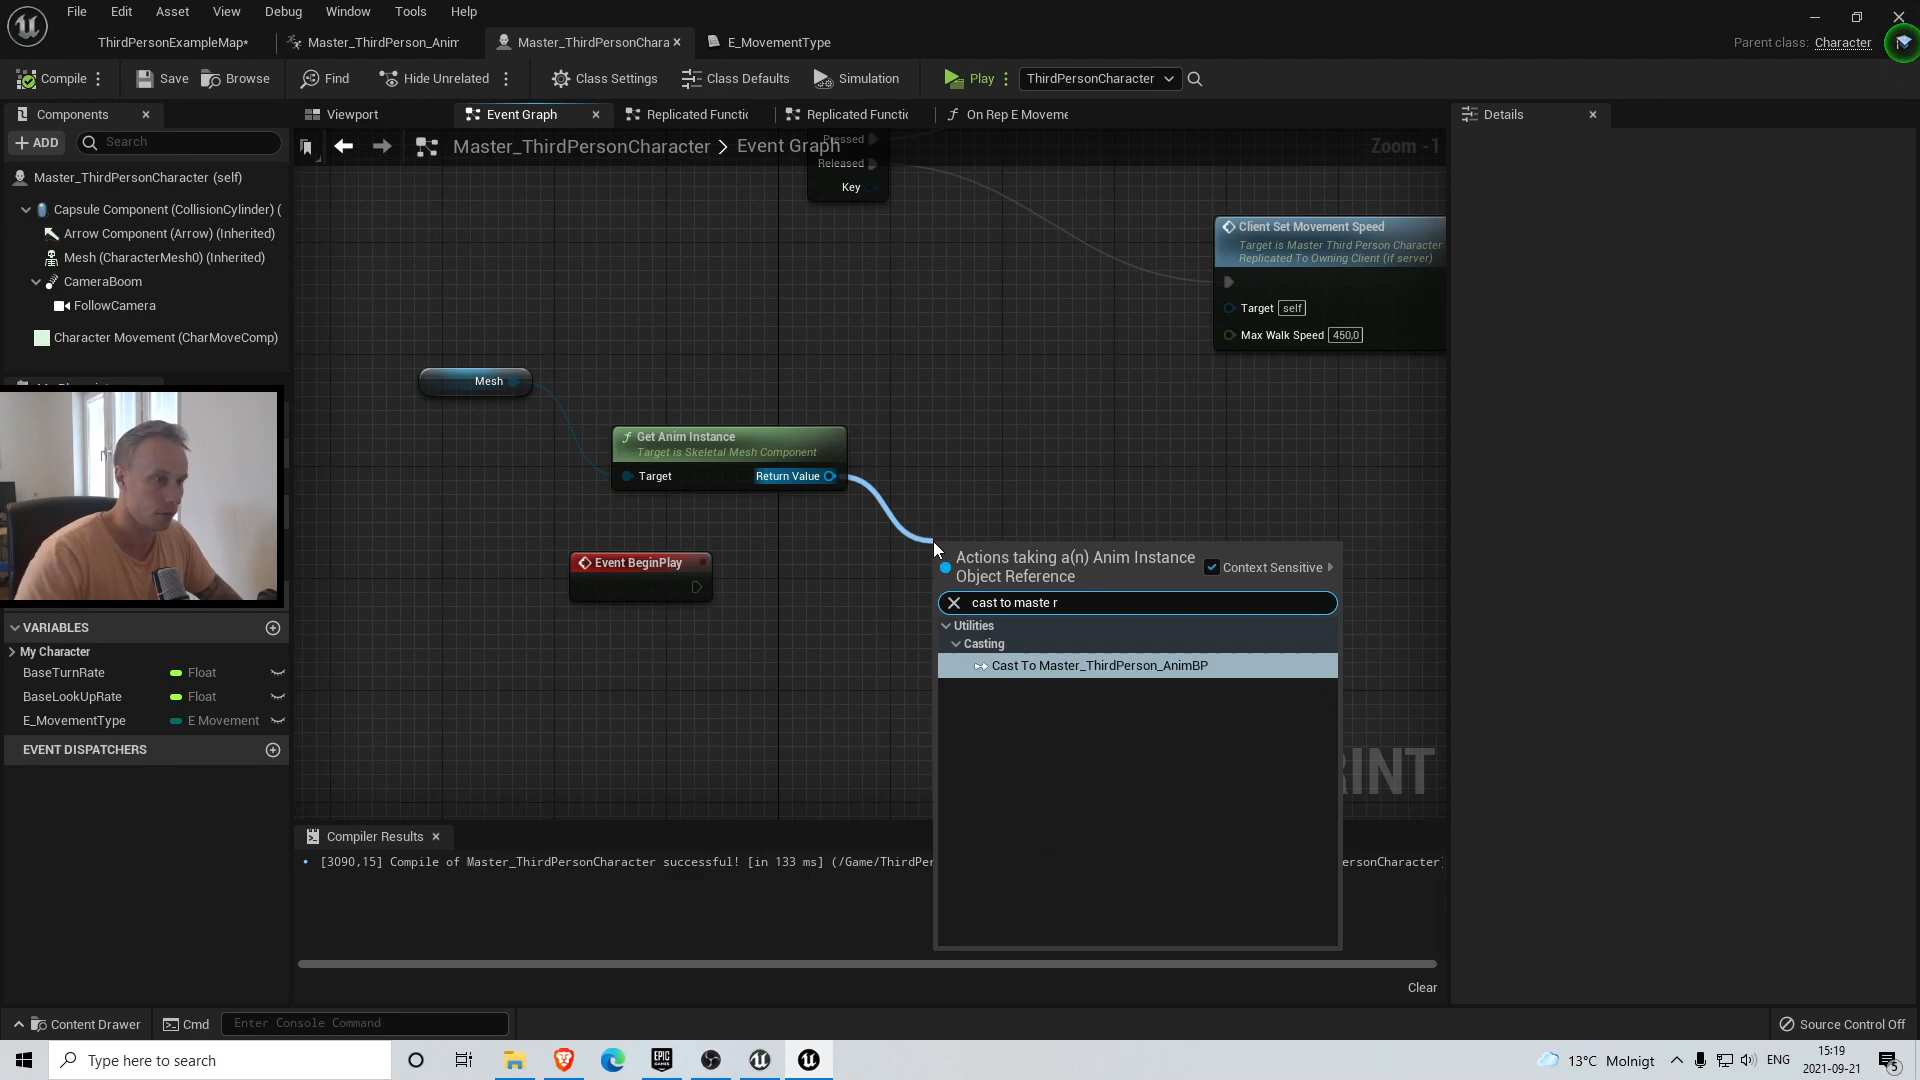 File Edit Asset View Debug Window Tools Help
ThirdPersonExampleMap* Master_ThirdPerson_Anim Master_ThirdPersonChara E_MovementType Parent class: Character
Compile Save Browse Find Hide Unrelated Class Settings Class Defaults Simulation Play ThirdPersonCharacter
Components Viewport Event Graph Replicated Functic Replicated Functic On Rep E Moveme Details
ADD Search
Master_ThirdPersonCharacter > Event Graph Zoom -1
Pressed
Released
Key
Master_ThirdPersonCharacter (self)
Capsule Component (CollisionCylinder) (
Arrow Component (Arrow) (Inherited)
Mesh (CharacterMesh0) (Inherited)
CameraBoom
FollowCamera
Character Movement (CharMoveComp)
Client Set Movement Speed
Target is Master Third Person Character
Replicated To Owning Client (if server)
Target self
Max Walk Speed 450,0
Mesh
Get Anim Instance
Target is Skeletal Mesh Component
Target Return Value
Event BeginPlay
Actions taking a(n) Anim Instance
Object Reference
Context Sensitive
cast to maste r
Utilities
Casting
Cast To Master_ThirdPerson_AnimBP
VARIABLES
My Character
BaseTurnRate Float
BaseLookUpRate Float
E_MovementType E Movement
EVENT DISPATCHERS
RINT
Compiler Results
[3090,15] Compile of Master_ThirdPersonCharacter successful! [in 133 ms] (/Game/ThirdPer ersonCharacter
Clear
Content Drawer Cmd Enter Console Command Source Control Off
Type here to search
EPIC GAMES
13°C Molnigt ENG 15:19
2021-09-21
5